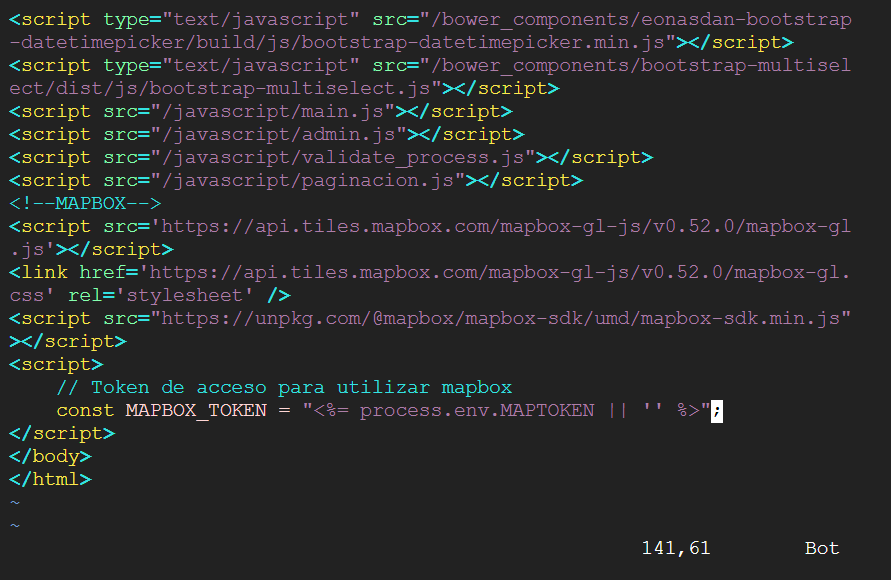 <script type="text/javascript" src="/bower_components/eonasdan-bootstrap
-datetimepicker/build/js/bootstrap-datetimepicker.min.js"></script>
<script type="text/javascript" src="/bower_components/bootstrap-multisel
ect/dist/js/bootstrap-multiselect.js"></script>
<script src="/javascript/main.js"></script>
<script src="/javascript/admin.js"></script>
<script src="/javascript/validate_process.js"></script>
<script src="/javascript/paginacion.js"></script>
<!--MAPBOX-->
<script src='https://api.tiles.mapbox.com/mapbox-gl-js/v0.52.0/mapbox-gl
.js'></script>
<link href='https://api.tiles.mapbox.com/mapbox-gl-js/v0.52.0/mapbox-gl.
css' rel='stylesheet' />
<script src="https://unpkg.com/@mapbox/mapbox-sdk/umd/mapbox-sdk.min.js"
></script>
<script>
    // Token de acceso para utilizar mapbox
    const MAPBOX_TOKEN = "<%= process.env.MAPTOKEN || '' %>";
</script>
</body>
</html>
~
~
141,61 Bot